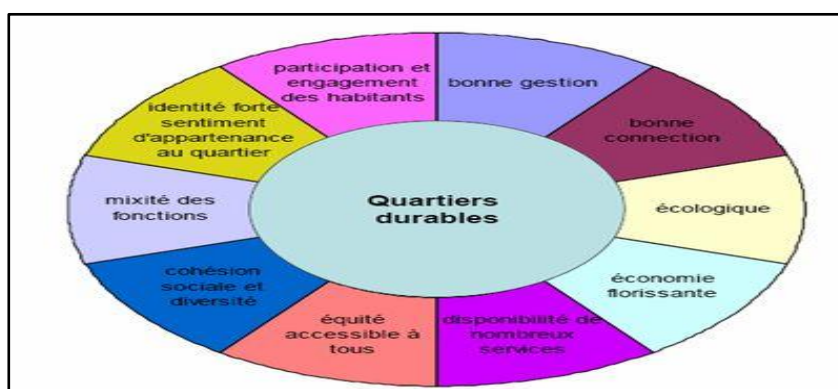 participation et
engagement
des habitants
bonne gestion
bonne
connection
écologique
économie
florissante
disponibilité de
nombreux
services
équité
accessible à
tous
cohésion
sociale et
diversité
mixité des
fonctions
identité forte
sentiment
d'appartenance
au quartier
Quartiers
durables